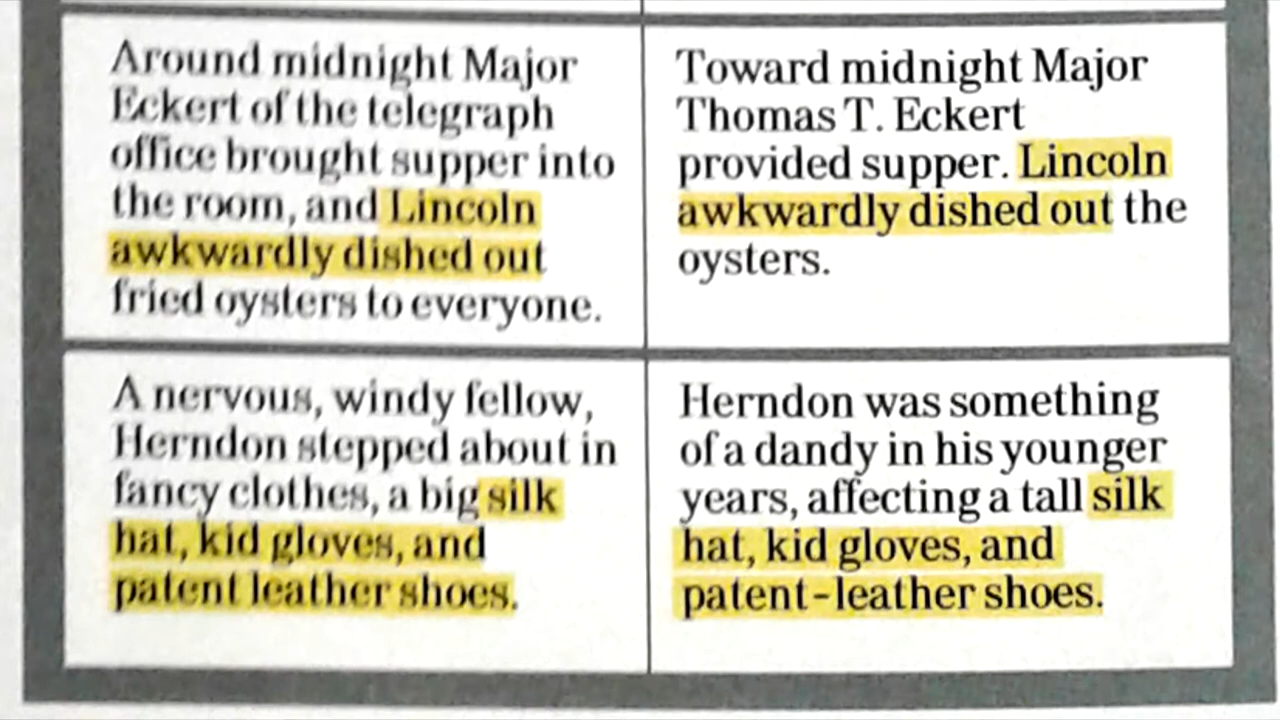 Around midnight Major
Eckert of the telegraph
office brought supper into
the room, and Lincoln
awkwardly dished out
fried oysters to everyone.
Toward midnight Major
Thomas T. Eckert
provided supper. Lincoln
awkwardly dished out the
oysters.
A nervous, windy fellow,
Herndon stepped about in
fancy clothes, a big silk
hat, kid gloves, and
patent leather shoes.
Herndon was something
of a dandy in his younger
years, affecting a tall silk
hat, kid gloves, and
patent-leather shoes.